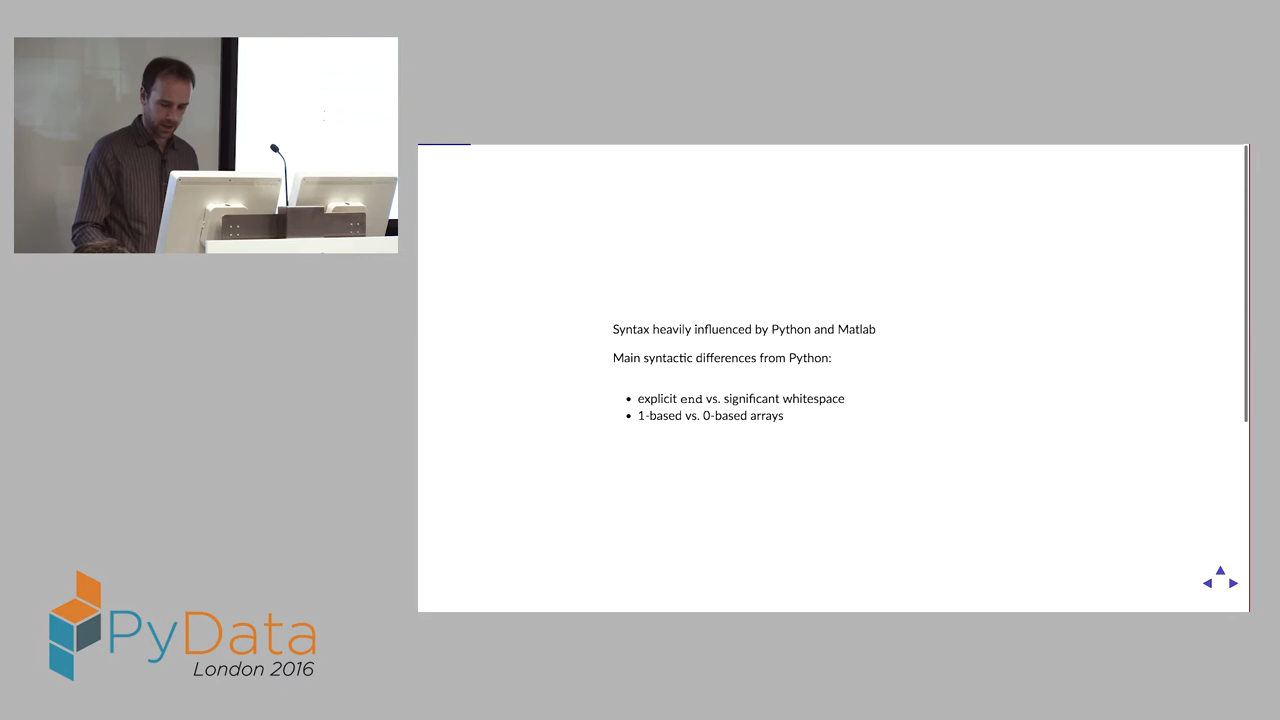 Syntax heavily influenced by Python and Matlab
Main syntactic differences from Python:
• explicit end vs. significant whitespace
• 1-based vs. 0-based arrays
PyData
London 2016